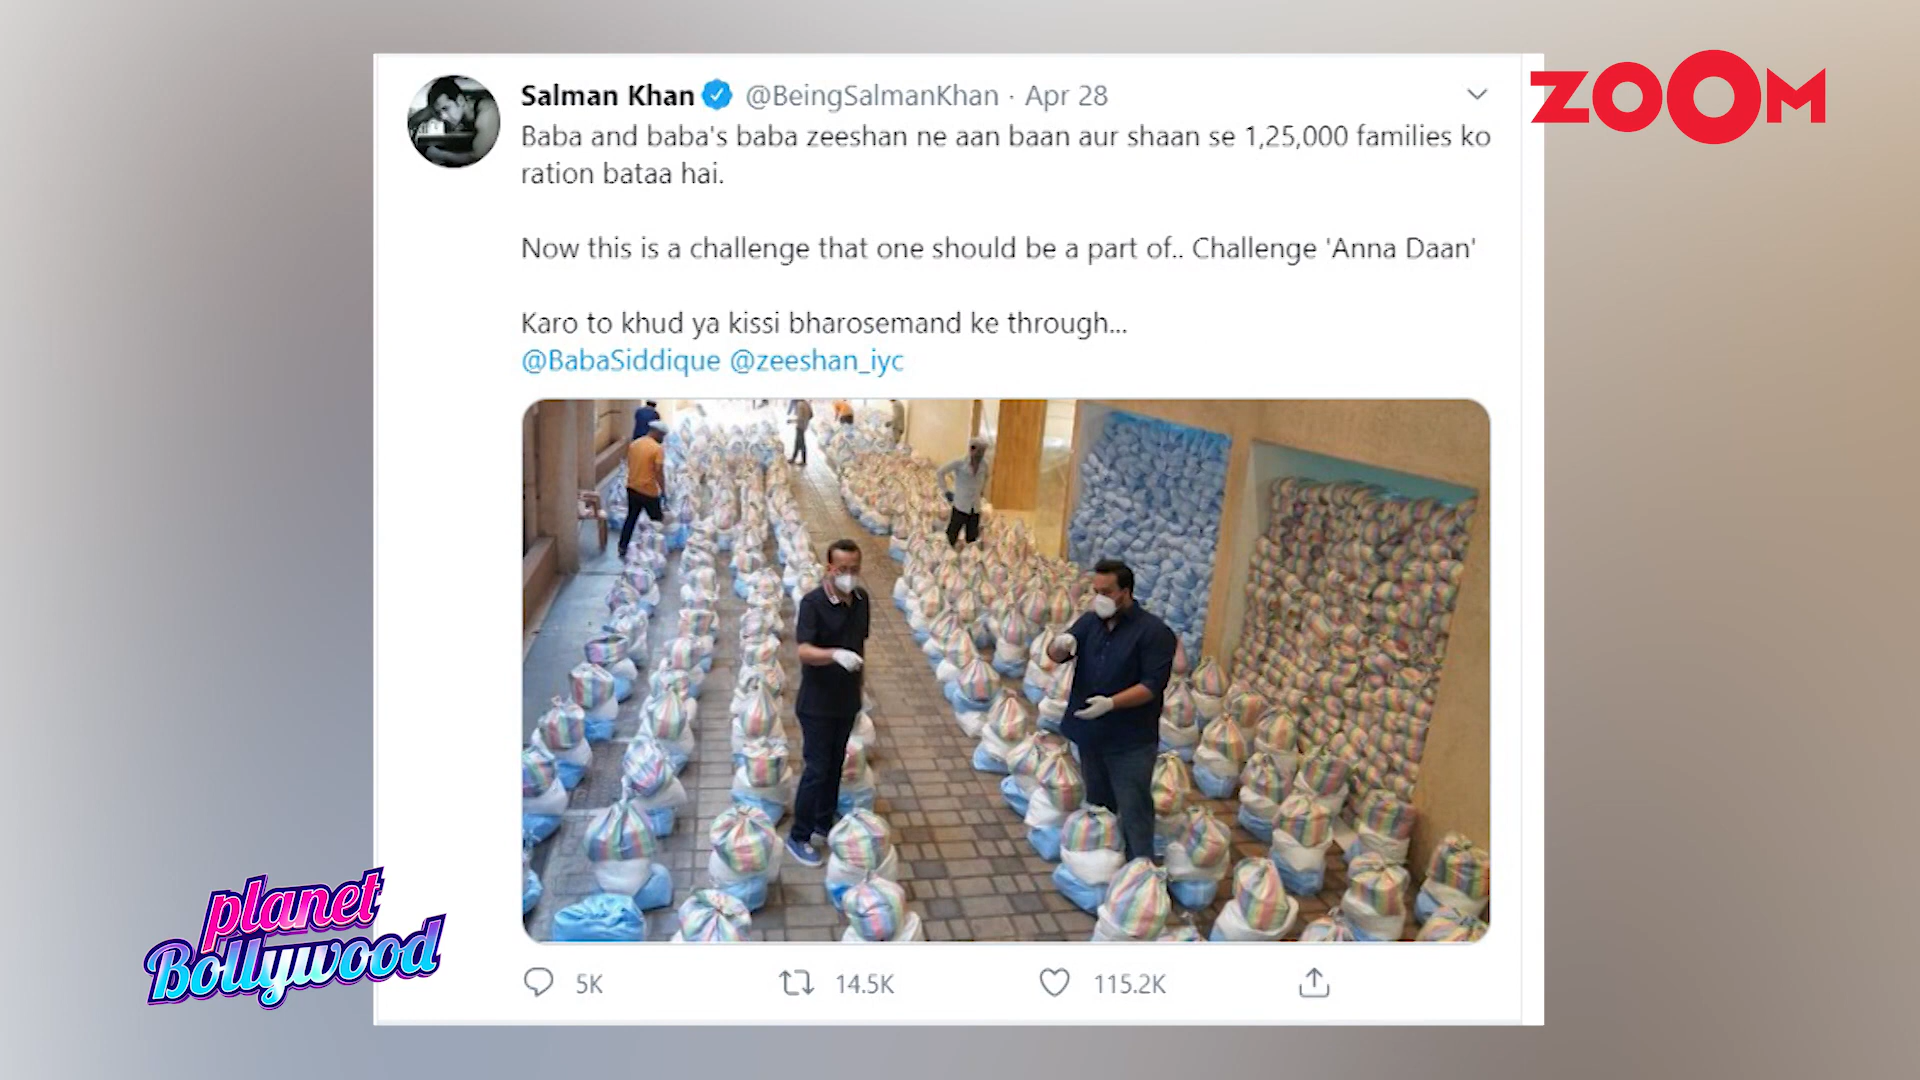 Salman Khan @BeingSalmanKhan · Apr 28
Baba and baba's baba zeeshan ne aan baan aur shaan se 1,25,000 families ko
ration bataa hai.
Now this is a challenge that one should be a part of.. Challenge 'Anna Daan'
Karo to khud ya kissi bharosemand ke through...
@BabaSiddique @zeeshan_iyc
5K 14.5K 115.2K
ZOOM
planet
Bollywood